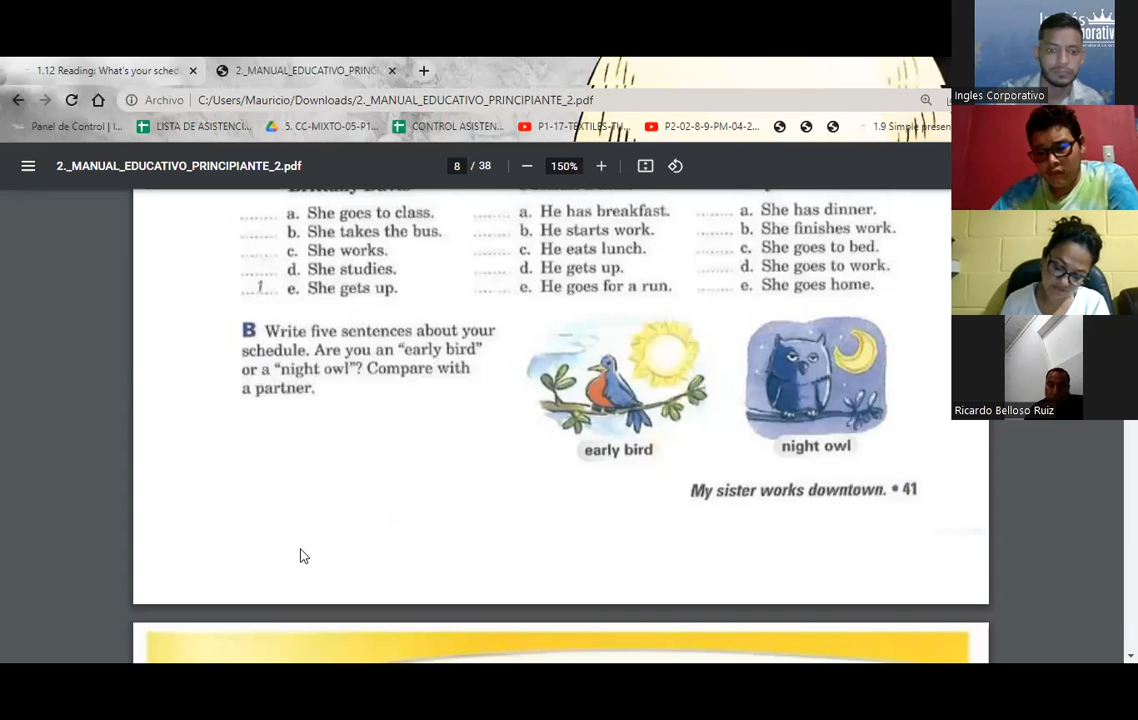 1.12 Reading: What's your sched
2._MANUAL_EDUCATIVO_PRINCI
Archivo
C:/Users/Mauricio/Downloads/2._MANUAL_EDUCATIVO_PRINCIPIANTE_2.pdf
Panel de Control | I...
LISTA DE ASISTENCI...
5. CC-MIXTO-05-P1...
CONTROL ASISTEN...
P1-17-TEXTILES-TU...
P2-02-8-9-PM-04-2...
1.9 Simple presen
2._MANUAL_EDUCATIVO_PRINCIPIANTE_2.pdf
8 / 38
150%
a. She goes to class.
b. She takes the bus.
c. She works.
d. She studies.
1 e. She gets up.
a. He has breakfast.
b. He starts work.
c. He eats lunch.
d. He gets up.
e. He goes for a run.
a. She has dinner.
b. She finishes work.
c. She goes to bed.
d. She goes to work.
e. She goes home.
B Write five sentences about your
schedule. Are you an “early bird”
or a “night owl”? Compare with
a partner.
early bird
night owl
My sister works downtown. • 41
Ingles Corporativo
Ricardo Belloso Ruiz